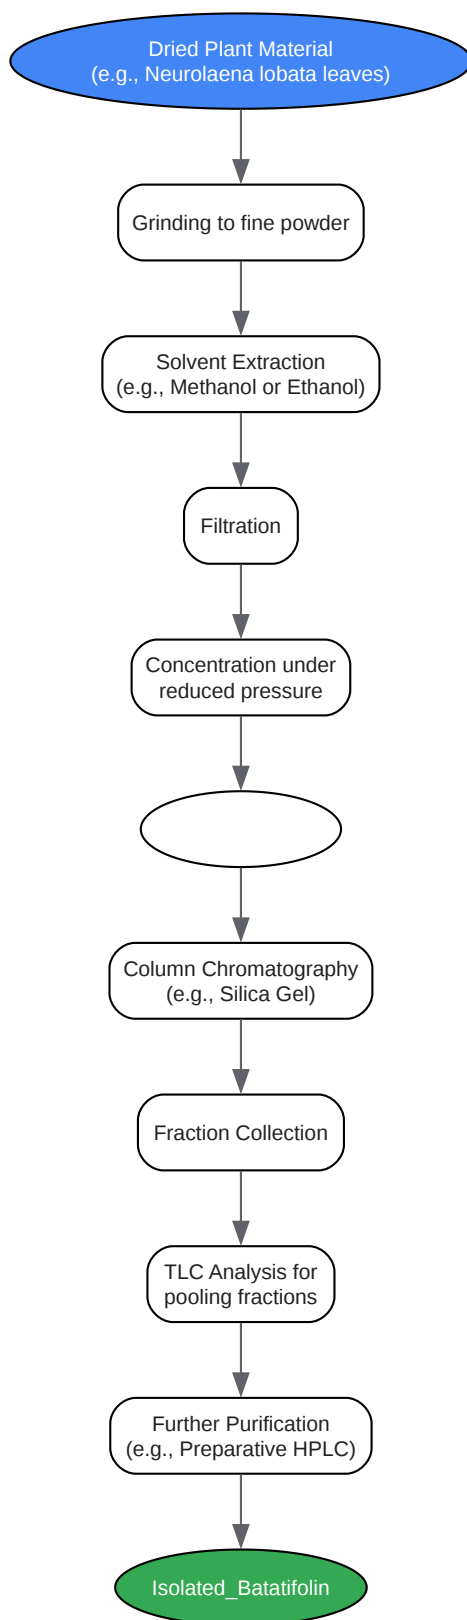 Dried Plant Material
(e.g., Neurolaena lobata leaves)
Grinding to fine powder
Solvent Extraction
(e.g., Methanol or Ethanol)
Filtration
Concentration under
reduced pressure
Column Chromatography
(e.g., Silica Gel)
Fraction Collection
TLC Analysis for
pooling fractions
Further Purification
(e.g., Preparative HPLC)
Isolated_Batatifolin